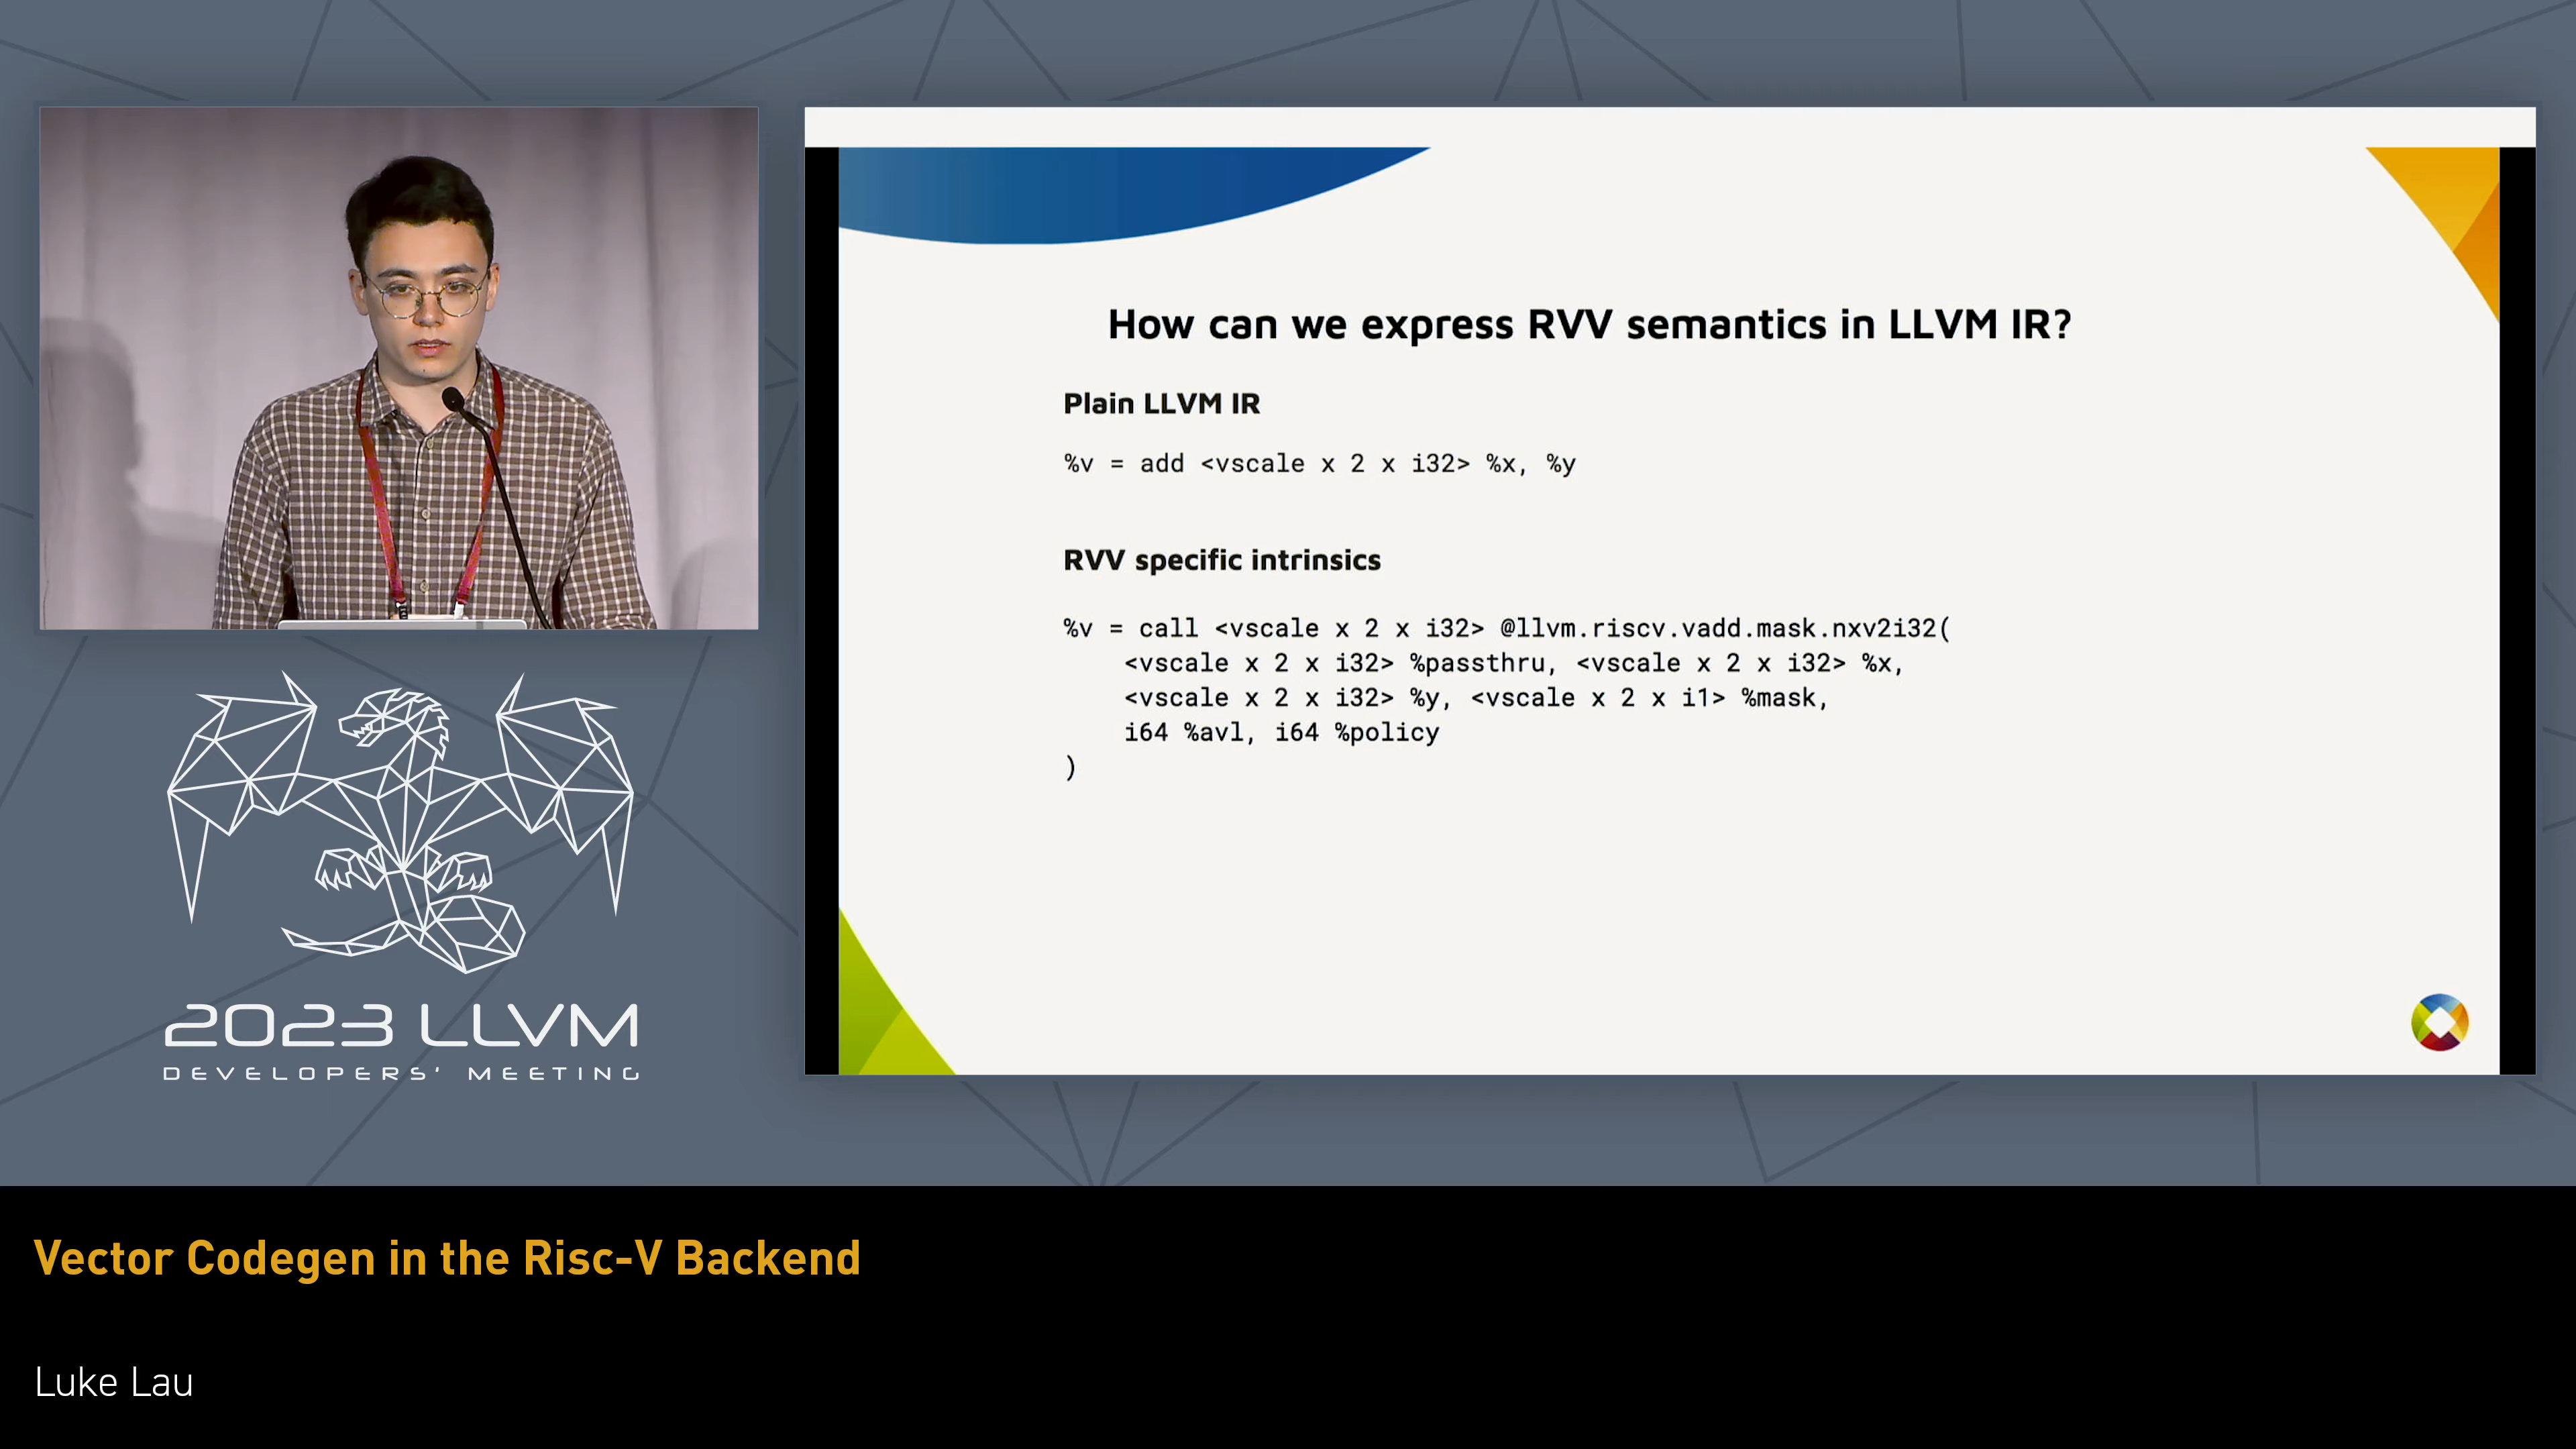 How can we express RVV semantics in LLVM IR?
Plain LLVM IR
%v = add <vscale x 2 x i32> %x, %y
RVV specific intrinsics
%v = call <vscale x 2 x i32> @llvm.riscv.vadd.mask.nxv2i32(
<vscale x 2 x i32> %passthru, <vscale x 2 x i32> %x,
<vscale x 2 x i32> %y, <vscale x 2 x i1> %mask,
i64 %avl, i64 %policy
)
2023 LLVM
DEVELOPERS' MEETING
Vector Codegen in the Risc-V Backend
Luke Lau